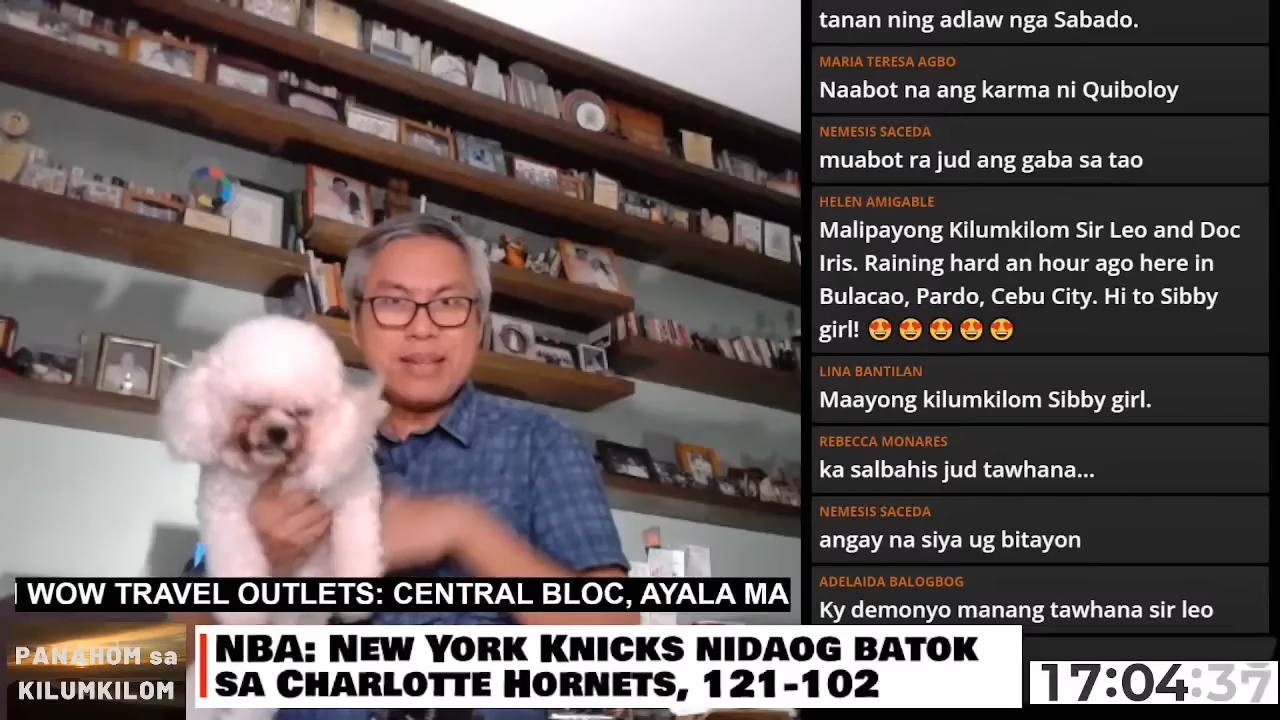 tanan ning adlaw nga Sabado.
MARIA TERESA AGBO
Naabot na ang karma ni Quiboloy
NEMESIS SACEDA
muabot ra jud ang gaba sa tao
HELEN AMIGABLE
Malipayong Kilumkilom Sir Leo and Doc
Iris. Raining hard an hour ago here in
Bulacao, Pardo, Cebu City. Hi to Sibby
girl! 😍 😍 😍 😍 😍
LINA BANTILAN
Maayong kilumkilom Sibby girl.
REBECCA MONARES
ka salbahis jud tawhana...
NEMESIS SACEDA
angay na siya ug bitayon
ADELAIDA BALOGBOG
Ky demonyo manang tawhana sir leo
WOW TRAVEL OUTLETS: CENTRAL BLOC, AYALA MA
PANAHOM sa
KILUMKILOM
NBA: NEW YORK KNICKS NIDAOG BATOK
SA CHARLOTTE HORNETS, 121-102
17:04:37